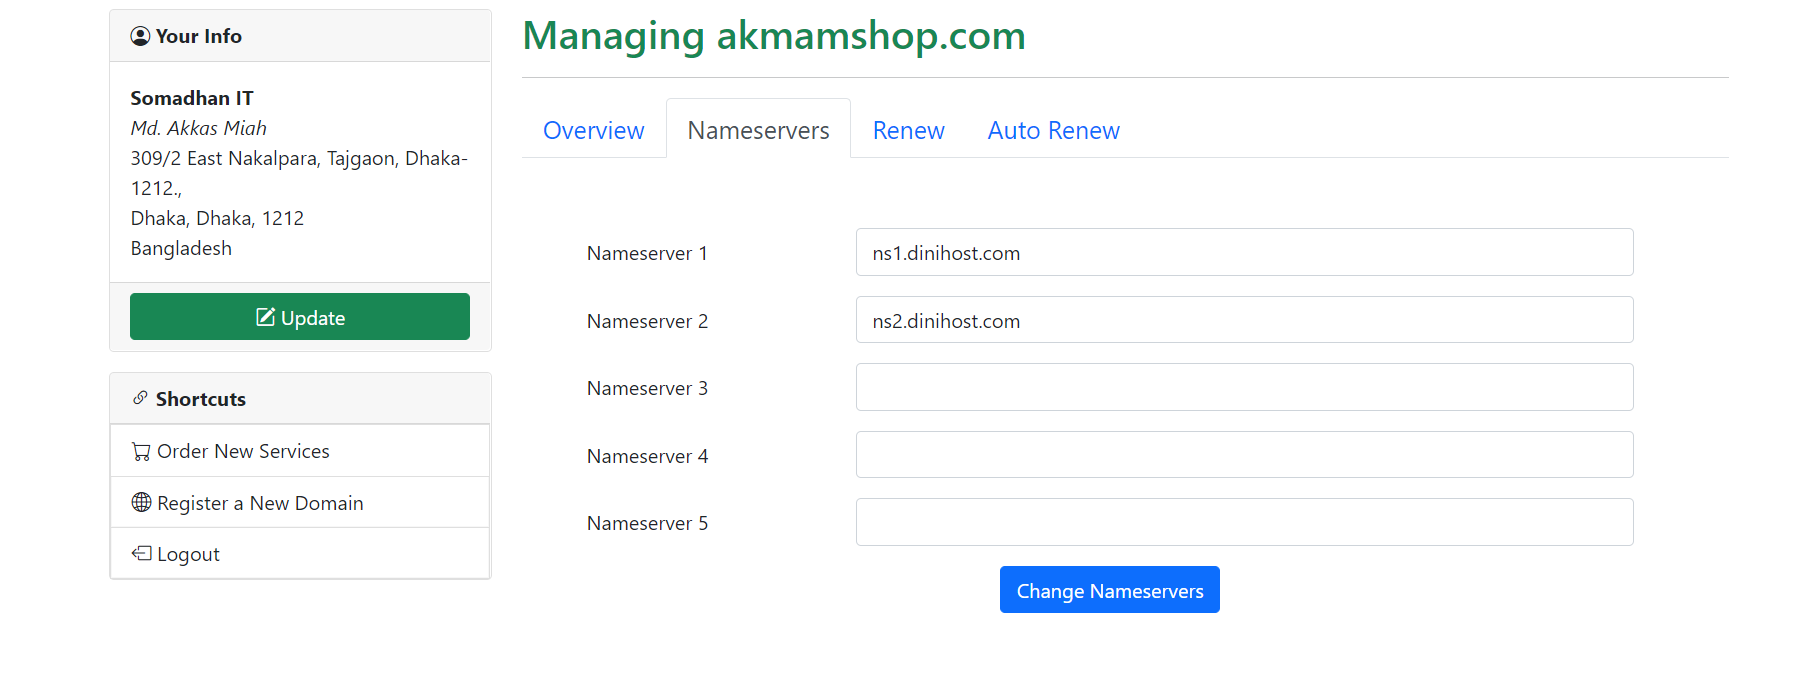 Your Info
Somadhan IT
Md. Akkas Miah
309/2 East Nakalpara, Tajgaon, Dhaka-
1212.,
Dhaka, Dhaka, 1212
Bangladesh
Update
Shortcuts
Order New Services
Register a New Domain
Logout
Managing akmamshop.com
Overview Nameservers Renew Auto Renew
Nameserver 1 ns1.dinihost.com
Nameserver 2 ns2.dinihost.com
Nameserver 3
Nameserver 4
Nameserver 5
Change Nameservers